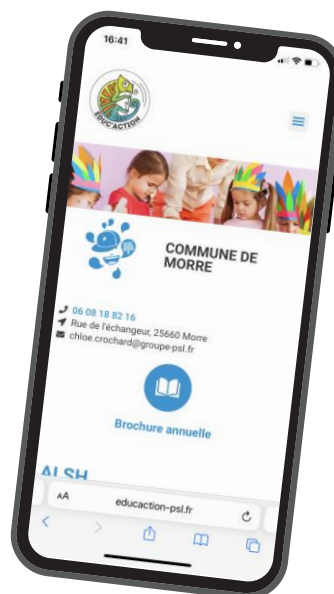 16:41
EDUC'ACTION
COMMUNE DE
MORRE
06 08 18 82 16
Rue de l'échangeur, 25660 Morre
chloe.crochard@groupe-psl.fr
Brochure annuelle
ALSH
AA
educaction-psl.fr